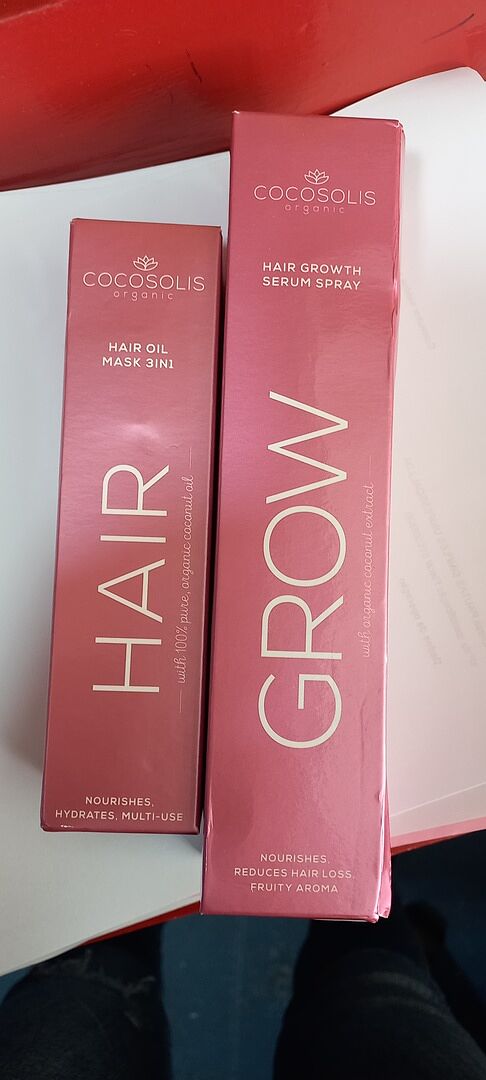 COCOSOLIS
organic
HAIR OIL
MASK 3IN1
HAIR
with 100% pure, organic coconut oil
NOURISHES,
HYDRATES, MULTI-USE
COCOSOLIS
organic
HAIR GROWTH
SERUM SPRAY
GROW
with organic coconut extract
NOURISHES,
REDUCES HAIR LOSS,
FRUITY AROMA